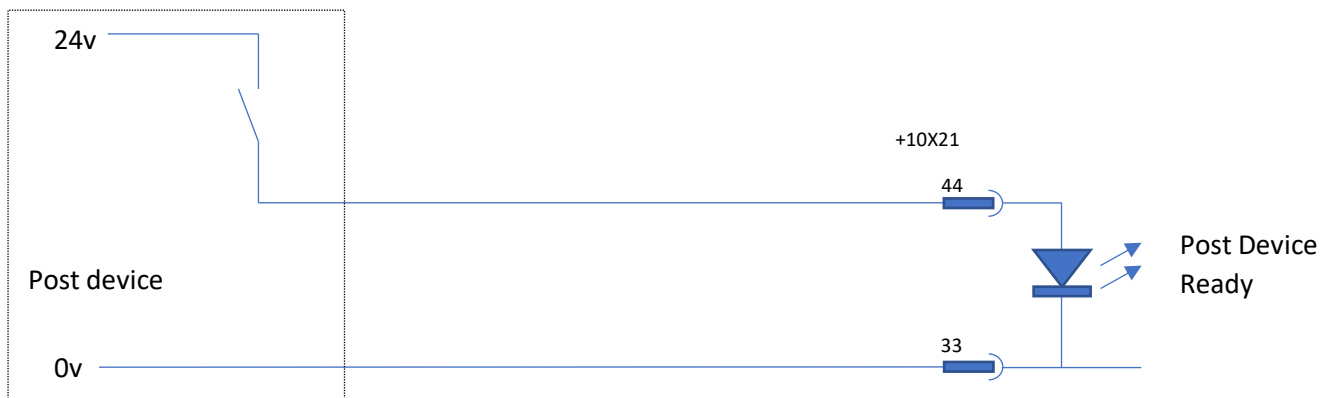 24v
+10X21
44
Post Device
Ready
Post device
33
0v